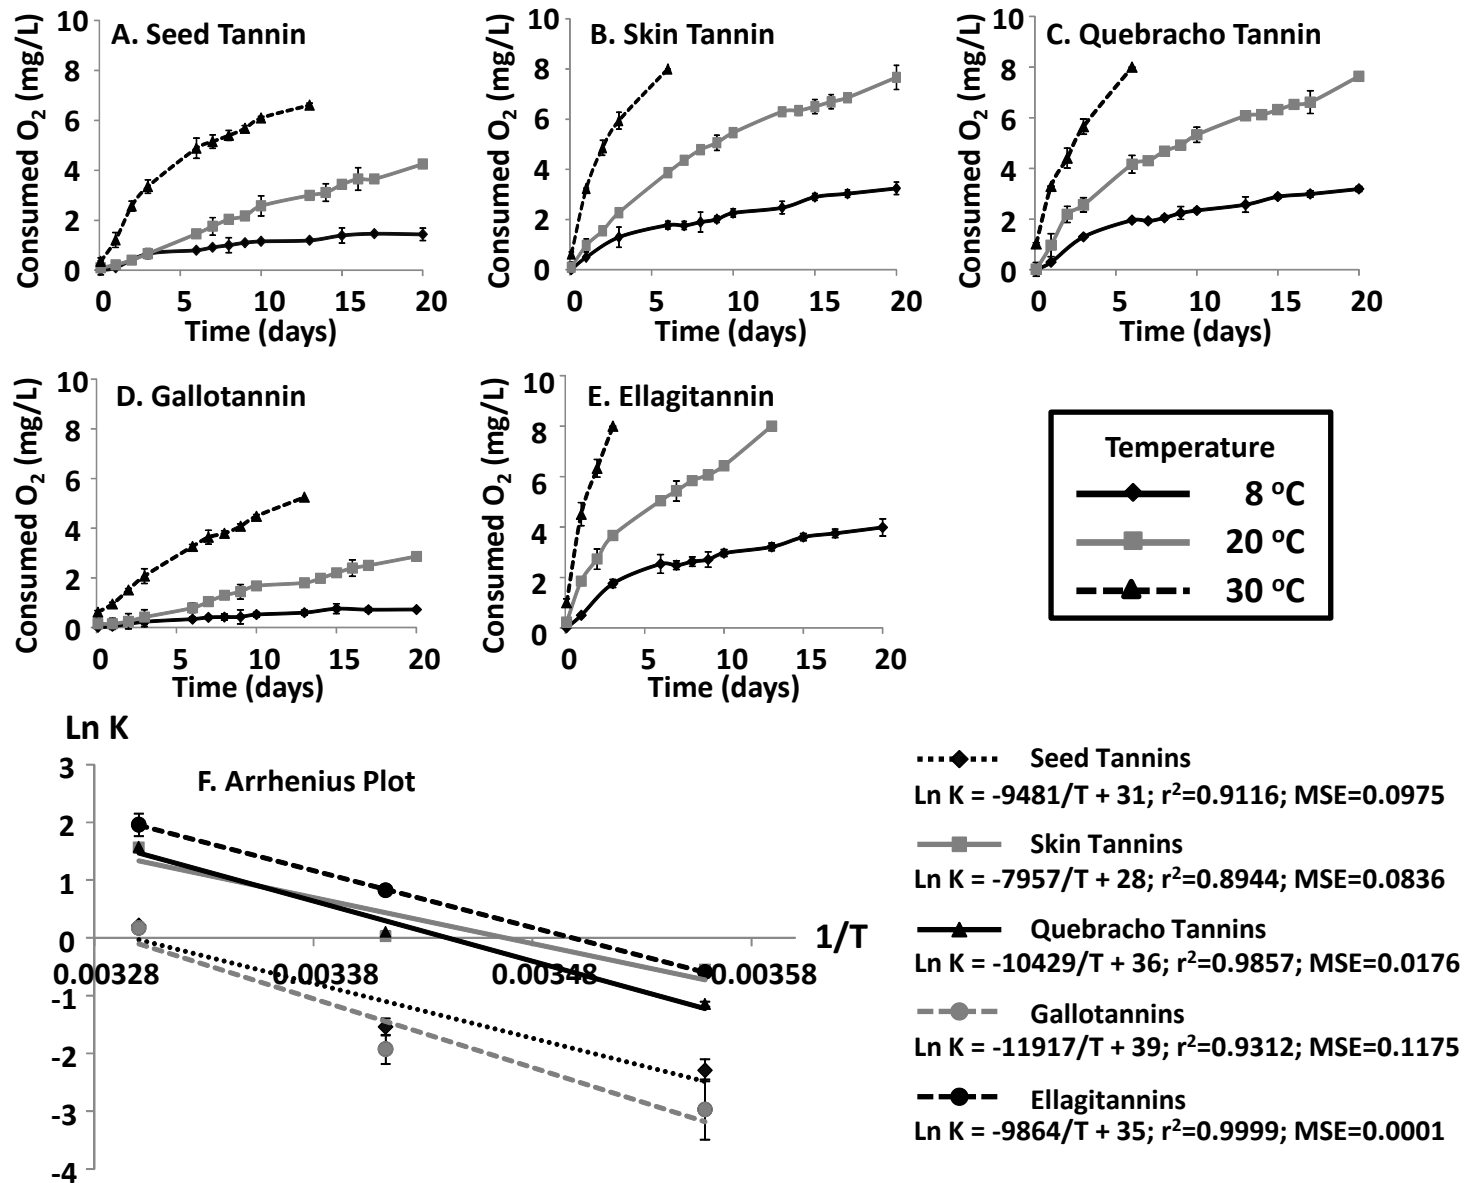 A. Seed Tannin
Consumed O2 (mg/L)
10
8
6
4
2
0
0 5 10 15 20
Time (days)
B. Skin Tannin
Consumed O2 (mg/L)
10
8
6
4
2
0
0 5 10 15 20
Time (days)
C. Quebracho Tannin
Consumed O2 (mg/L)
10
8
6
4
2
0
0 5 10 15 20
Time (days)
D. Gallotannin
Consumed O2 (mg/L)
10
8
6
4
2
0
0 5 10 15 20
Time (days)
E. Ellagitannin
Consumed O2 (mg/L)
10
8
6
4
2
0
0 5 10 15 20
Time (days)
Temperature
8 °C
20 °C
30 °C
Ln K
F. Arrhenius Plot
3
2
1
0
-1
-2
-3
-4
0.00328 0.00338 0.00348 0.00358
1/T
Seed Tannins
Ln K = -9481/T + 31; r²=0.9116; MSE=0.0975
Skin Tannins
Ln K = -7957/T + 28; r²=0.8944; MSE=0.0836
Quebracho Tannins
Ln K = -10429/T + 36; r²=0.9857; MSE=0.0176
Gallotannins
Ln K = -11917/T + 39; r²=0.9312; MSE=0.1175
Ellagitannins
Ln K = -9864/T + 35; r²=0.9999; MSE=0.0001